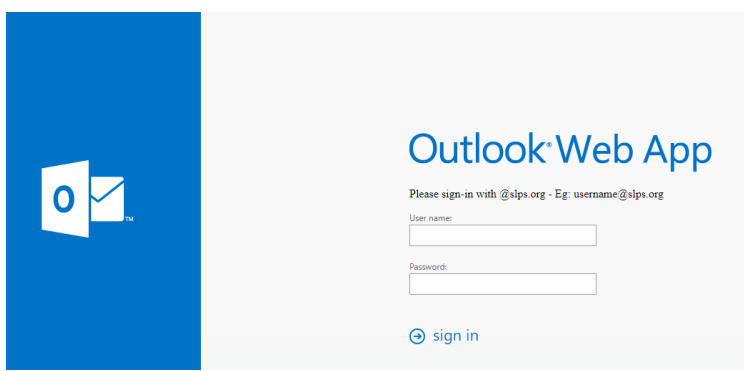 Outlook® Web App
Please sign-in with @slps.org - Eg: username@slps.org
User name:
Password:
sign in
O
TM